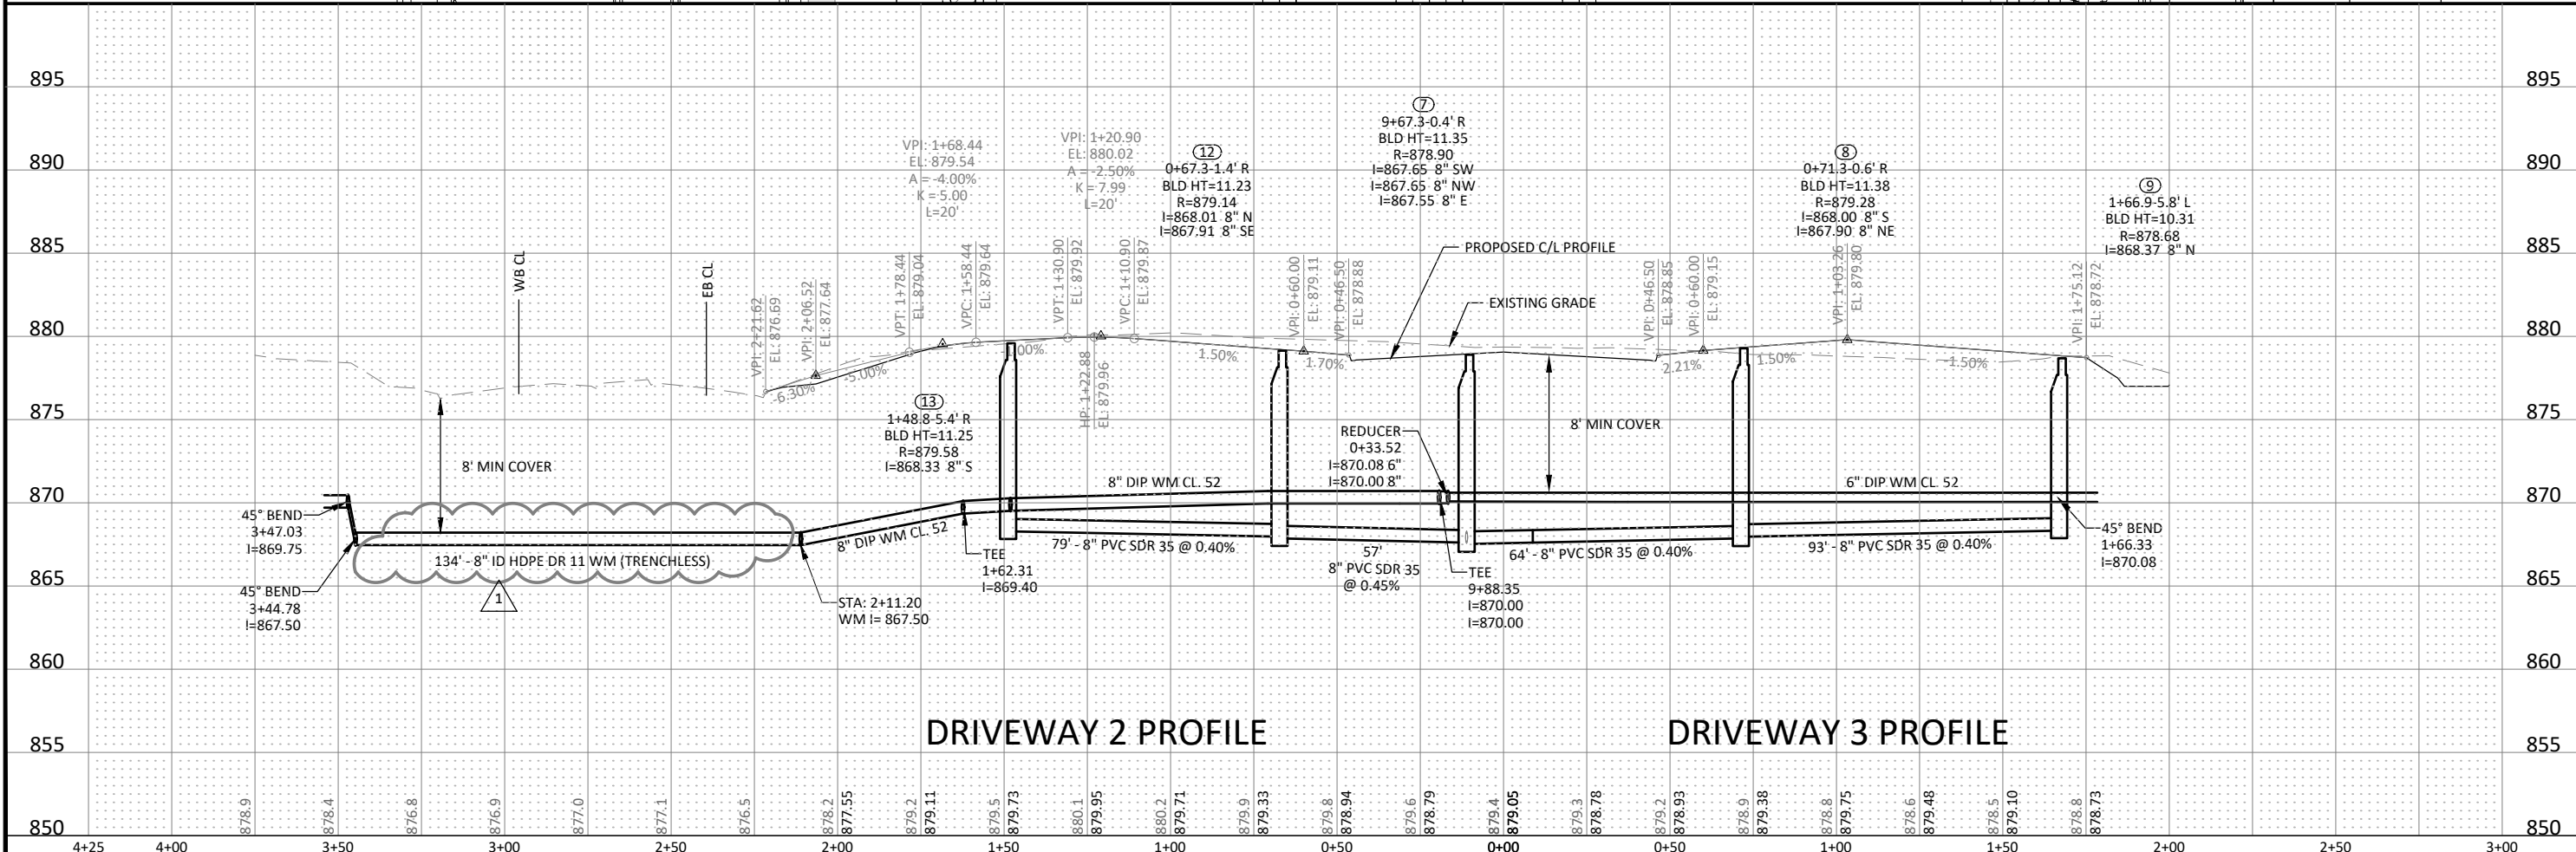 895
890
885
880
875
870
865
860
855
850
WB CL
EB CL
8' MIN COVER
45° BEND
3+47.03
I=869.75
45° BEND
3+44.78
I=867.50
134' - 8" ID HDPE DR 11 WM (TRENCHLESS)
1
STA: 2+11.20
WM I= 867.50
8" DIP WM CL. 52
TEE
1+62.31
I=869.40
VPI: 2+21.62
EL: 876.69
VPI: 2+06.52
EL: 877.64
-6.30%
-5.00%
VPI: 1+68.44
EL: 879.54
A = -4.00%
K = 5.00
L=20'
VPT: 1+78.44
EL: 879.04
VPC: 1+58.44
EL: 879.64
13
1+48.8-5.4' R
BLD HT=11.25
R=879.58
I=868.33 8" S
VPI: 1+20.90
EL: 880.02
A = -2.50%
K = 7.99
L=20'
VPT: 1+30.90
EL: 879.92
VPC: 1+10.90
EL: 879.87
HP: 1+22.88
EL: 879.96
12
0+67.3-1.4' R
BLD HT=11.23
R=879.14
I=868.01 8" N
I=867.91 8" SE
1.50%
VPI: 0+60.00
EL: 879.11
VPI: 0+46.50
EL: 878.88
1.70%
8" DIP WM CL. 52
79' - 8" PVC SDR 35 @ 0.40%
57'
8" PVC SDR 35
@ 0.45%
7
9+67.3-0.4' R
BLD HT=11.35
R=878.90
I=867.65 8" SW
I=867.65 8" NW
I=867.55 8" E
PROPOSED C/L PROFILE
EXISTING GRADE
REDUCER
0+33.52
I=870.08 6"
I=870.00 8"
TEE
9+88.35
I=870.00
I=870.00
8' MIN COVER
64' - 8" PVC SDR 35 @ 0.40%
VPI: 0+46.50
EL: 878.85
VPI: 0+60.00
EL: 879.15
2.21%
1.50%
8
0+71.3-0.6' R
BLD HT=11.38
R=879.28
I=868.00 8" S
I=867.90 8" NE
VPI: 1+03.26
EL: 879.80
-1.50%
6" DIP WM CL. 52
93' - 8" PVC SDR 35 @ 0.40%
9
1+66.9-5.8' L
BLD HT=10.31
R=878.68
I=868.37 8" N
VPI: 1+75.12
EL: 878.72
45° BEND
1+66.33
I=870.08
895
890
885
880
875
870
865
860
855
850
DRIVEWAY 2 PROFILE
DRIVEWAY 3 PROFILE
878.9
878.4
876.8
876.9
877.0
877.1
876.5
878.2
877.55
879.2
879.11
879.5
879.73
880.1
879.95
880.2
879.71
879.9
879.33
879.8
878.94
879.6
878.79
879.4
879.05
879.3
878.78
879.2
878.93
878.9
879.38
878.8
879.75
878.6
879.48
878.5
879.10
878.8
878.73
4+25 4+00 3+50 3+00 2+50 2+00 1+50 1+00 0+50 0+00 0+50 1+00 1+50 2+00 2+50 3+00